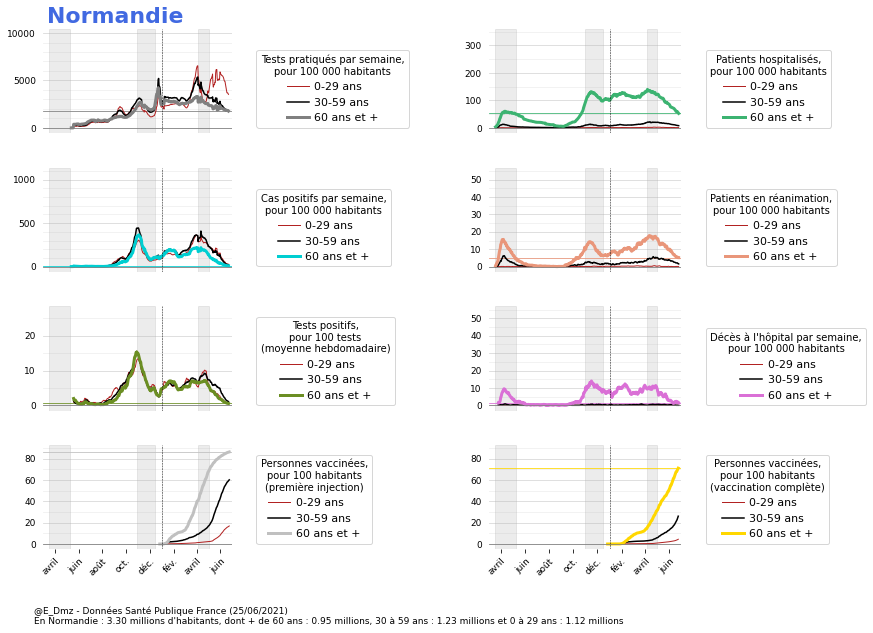 Normandie
10000
5000
0
Tests pratiqués par semaine,
pour 100 000 habitants
0-29 ans
30-59 ans
60 ans et +
300
200
100
0
Patients hospitalisés,
pour 100 000 habitants
0-29 ans
30-59 ans
60 ans et +
1000
500
0
Cas positifs par semaine,
pour 100 000 habitants
0-29 ans
30-59 ans
60 ans et +
50
40
30
20
10
0
Patients en réanimation,
pour 100 000 habitants
0-29 ans
30-59 ans
60 ans et +
20
10
0
Tests positifs,
pour 100 tests
(moyenne hebdomadaire)
0-29 ans
30-59 ans
60 ans et +
50
40
30
20
10
0
Décès à l'hôpital par semaine,
pour 100 000 habitants
0-29 ans
30-59 ans
60 ans et +
80
60
40
20
0
Personnes vaccinées,
pour 100 habitants
(première injection)
0-29 ans
30-59 ans
60 ans et +
avril juin août oct. déc. fév. avril juin
80
60
40
20
0
Personnes vaccinées,
pour 100 habitants
(vaccination complète)
0-29 ans
30-59 ans
60 ans et +
avril juin août oct. déc. fév. avril juin
@E_Dmz - Données Santé Publique France (25/06/2021)
En Normandie : 3.30 millions d'habitants, dont + de 60 ans : 0.95 millions, 30 à 59 ans : 1.23 millions et 0 à 29 ans : 1.12 millions